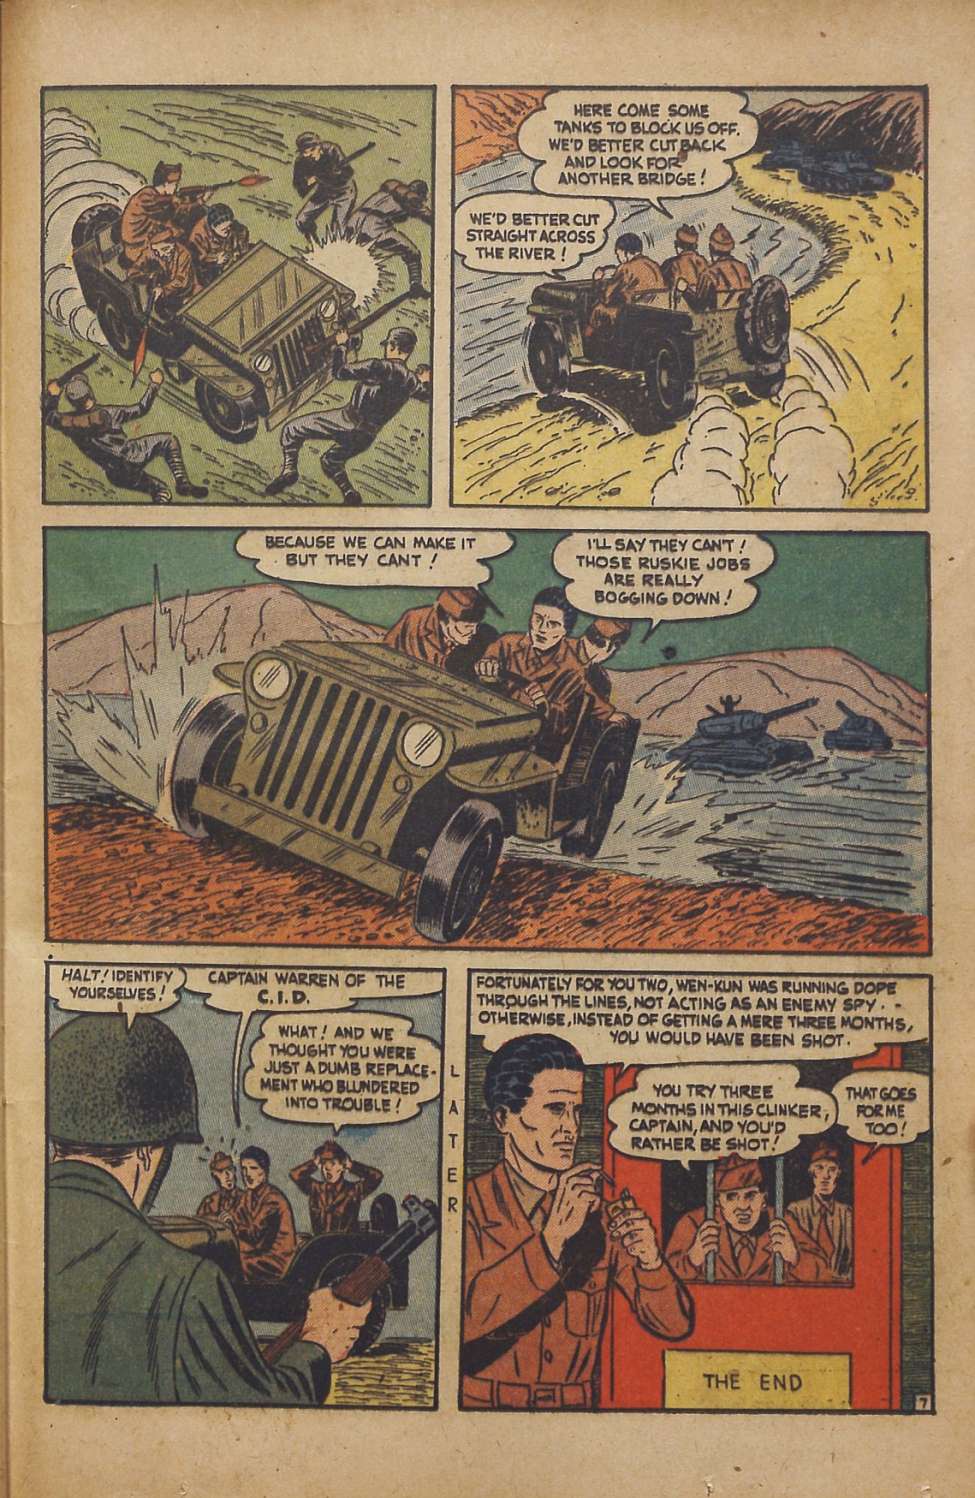 HERE COME SOME
TANKS TO BLOCK US OFF.
WE'D BETTER CUT BACK
AND LOOK FOR
ANOTHER BRIDGE!
WE'D BETTER CUT
STRAIGHT ACROSS
THE RIVER!
BECAUSE WE CAN MAKE IT
BUT THEY CANT!
I'LL SAY THEY CAN'T!
THOSE RUSKIE JOBS
ARE REALLY
BOGGING DOWN!
HALT! IDENTIFY
YOURSELVES!
CAPTAIN WARREN OF THE
C.I.D.
WHAT! AND WE
THOUGHT YOU WERE
JUST A DUMB REPLACE-
MENT WHO BLUNDERED
INTO TROUBLE!
LATER
FORTUNATELY FOR YOU TWO, WEN-KUN WAS RUNNING DOPE
THROUGH THE LINES, NOT ACTING AS AN ENEMY SPY. -
OTHERWISE, INSTEAD OF GETTING A MERE THREE MONTHS,
YOU WOULD HAVE BEEN SHOT.
YOU TRY THREE
MONTHS IN THIS CLINKER,
CAPTAIN, AND YOU'D
RATHER BE SHOT!
THAT GOES
FOR ME
TOO!
THE END
7